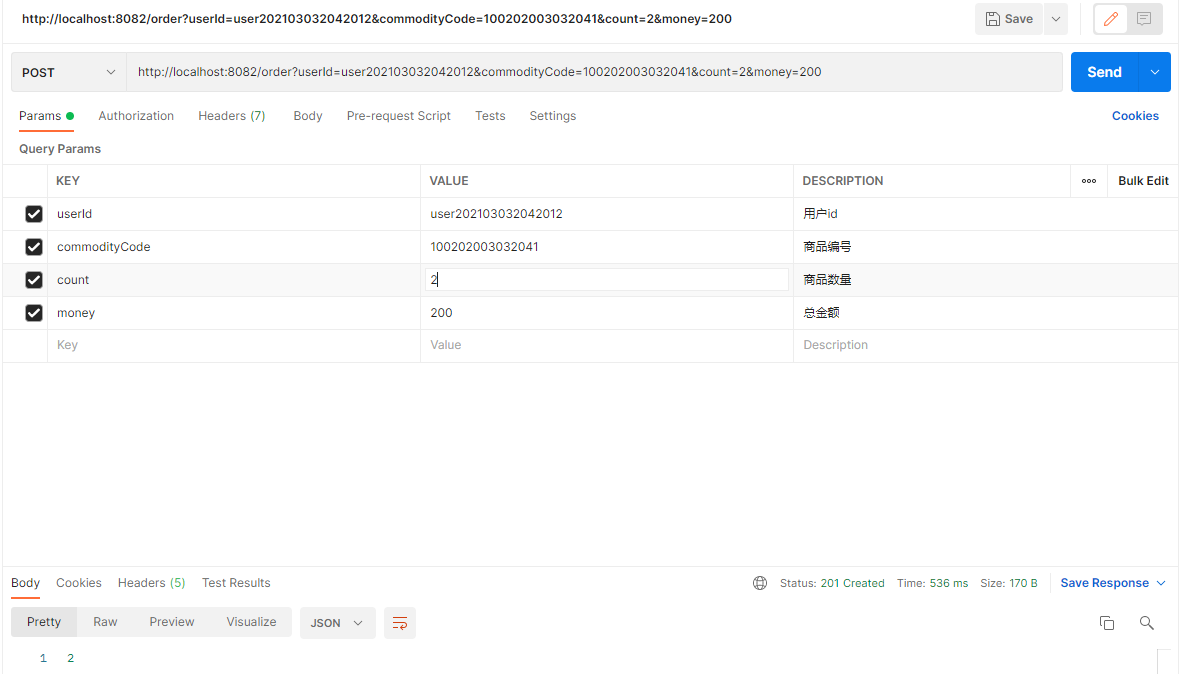 http://localhost:8082/order?userId=user202103032042012&commodityCode=100202003032041&count=2&money=200
Save
POST
http://localhost:8082/order?userId=user202103032042012&commodityCode=100202003032041&count=2&money=200
Send
Params Authorization Headers (7) Body Pre-request Script Tests Settings Cookies
Query Params
KEY VALUE DESCRIPTION Bulk Edit
userId user202103032042012 用户id
commodityCode 100202003032041 商品编号
count 2 商品数量
money 200 总金额
Key Value Description
Body Cookies Headers (5) Test Results Status: 201 Created Time: 536 ms Size: 170 B Save Response
Pretty Raw Preview Visualize JSON
1 2